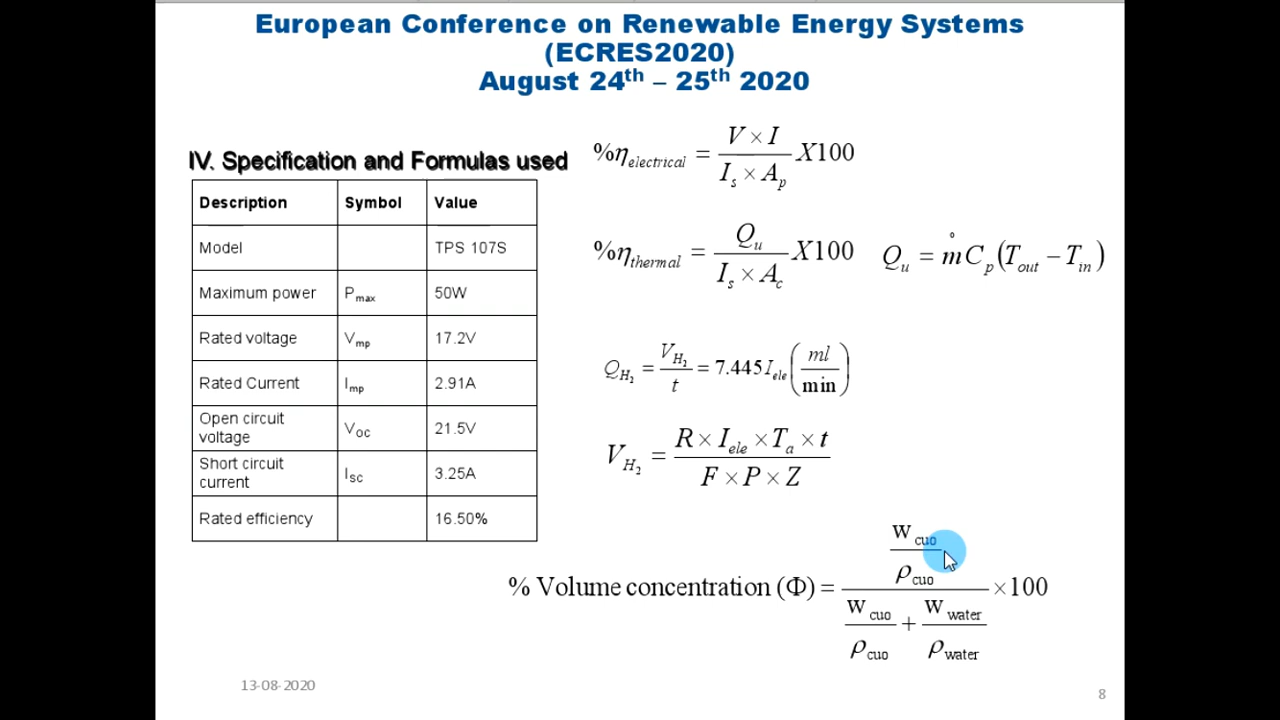 European Conference on Renewable Energy Systems
(ECRES2020)
August 24th – 25th 2020
IV. Specification and Formulas used
Description Symbol Value
Model TPS 107S
Maximum power Pmax 50W
Rated voltage Vmp 17.2V
Rated Current Imp 2.91A
Open circuit voltage VOC 21.5V
Short circuit current ISC 3.25A
Rated efficiency 16.50%
%ηelectrical = (V × I) / (Is × Ap) X100
%ηthermal = Qu / (Is × Ac) X100
Qu = ṁCp(Tout − Tin)
QH2 = VH2 / t = 7.445Iele (ml / min)
VH2 = (R × Iele × Ta × t) / (F × P × Z)
% Volume concentration (Φ) = (Wcuo / ρcuo) / (Wcuo / ρcuo + Wwater / ρwater) ×100
13-08-2020
8